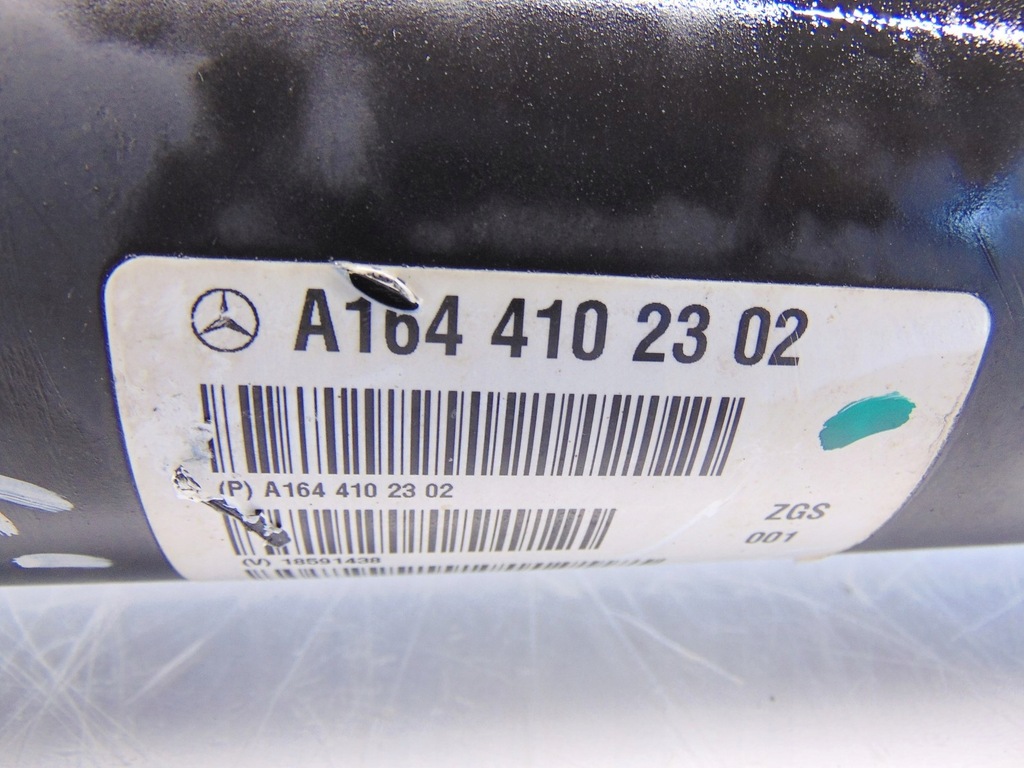 A164 410 23 02
(P) A164 410 23 02
ZGS
001
(V) 18591438